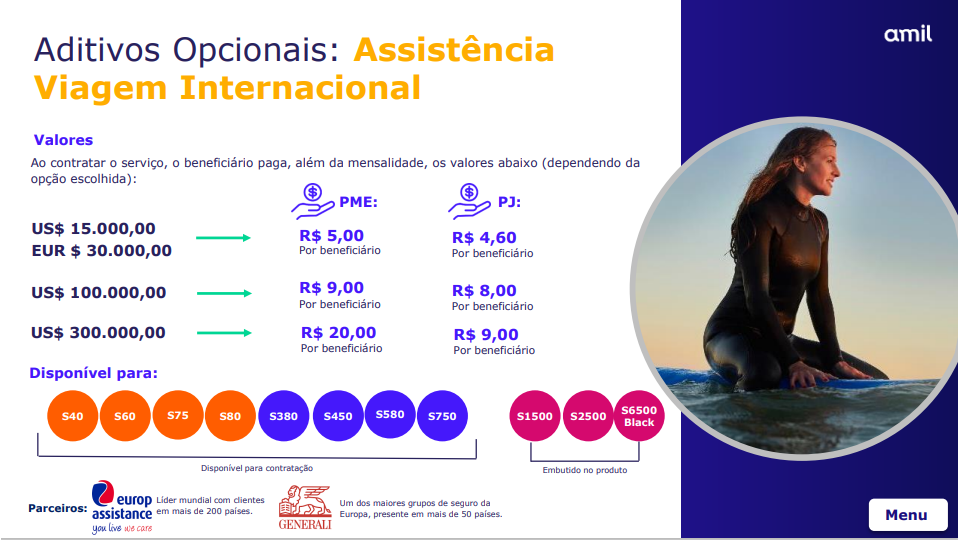 Aditivos Opcionais: Assistência
Viagem Internacional
amil
Valores
Ao contratar o serviço, o beneficiário paga, além da mensalidade, os valores abaixo (dependendo da
opção escolhida):
PME:
PJ:
US$ 15.000,00
EUR $ 30.000,00
R$ 5,00
Por beneficiário
R$ 4,60
Por beneficiário
US$ 100.000,00
R$ 9,00
Por beneficiário
R$ 8,00
Por beneficiário
US$ 300.000,00
R$ 20,00
Por beneficiário
R$ 9,00
Por beneficiário
Disponível para:
S40 S60 S75 S80 S380 S450 S580 S750
S1500 S2500 S6500
Black
Disponível para contratação
Embutido no produto
Parceiros:
europ
assistance
you live we care
Líder mundial com clientes
em mais de 200 países.
GENERALI
Um dos maiores grupos de seguro da
Europa, presente em mais de 50 países.
Menu